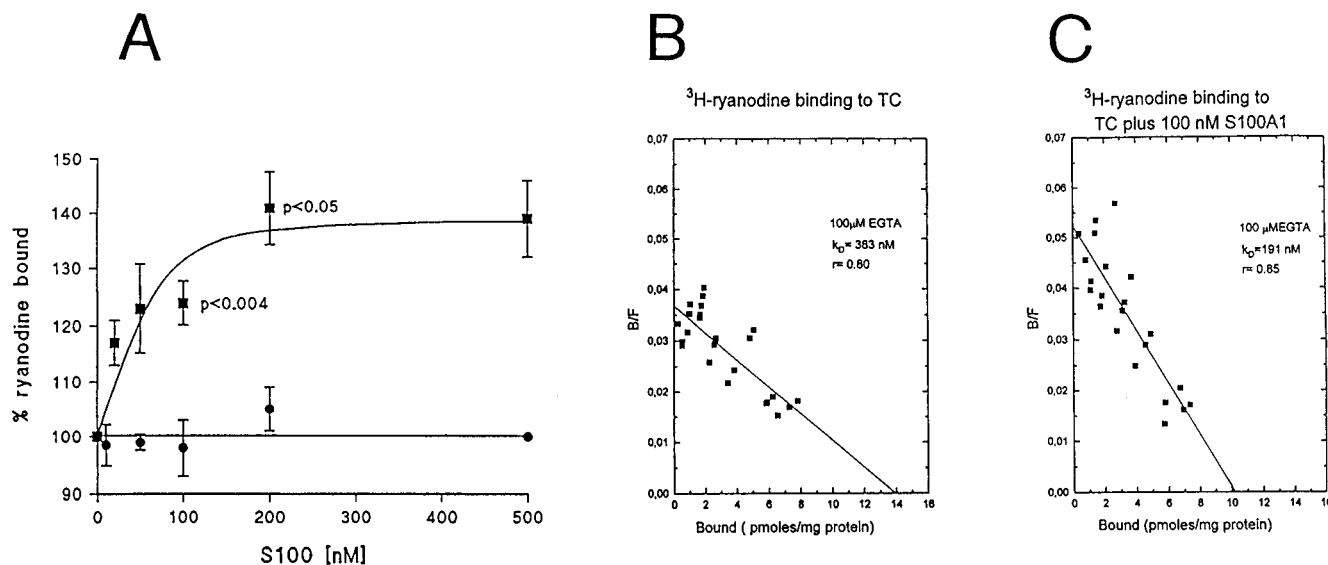 A
% ryanodine bound
150
140
130
120
110
100
90
p<0.05
p<0.004
0
100
200
300
400
500
S100 [nM]
B
³H-ryanodine binding to TC
B/F
0,07
0,06
0,05
0,04
0,03
0,02
0,01
0,00
100µM EGTA
k_D= 383 nM
r= 0.80
0 2 4 6 8 10 12 14 16
Bound ( pmoles/mg protein)
C
³H-ryanodine binding to
TC plus 100 nM S100A1
B/F
0,07
0,06
0,05
0,04
0,03
0,02
0,01
0,00
100 µMEGTA
k_D=191 nM
r= 0.85
0 2 4 6 8 10 12 14 16
Bound (pmoles/mg protein)